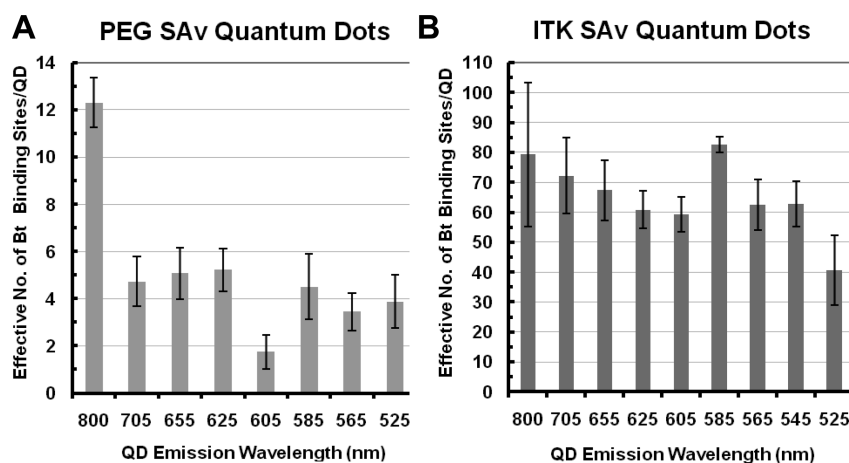 A
PEG SAv Quantum Dots
Effective No. of Bt Binding Sites/QD
14
12
10
8
6
4
2
0
800 705 655 625 605 585 565 525
QD Emission Wavelength (nm)
B
ITK SAv Quantum Dots
Effective No. of Bt Binding Sites/QD
110
100
90
80
70
60
50
40
30
20
10
0
800 705 655 625 605 585 565 545 525
QD Emission Wavelength (nm)